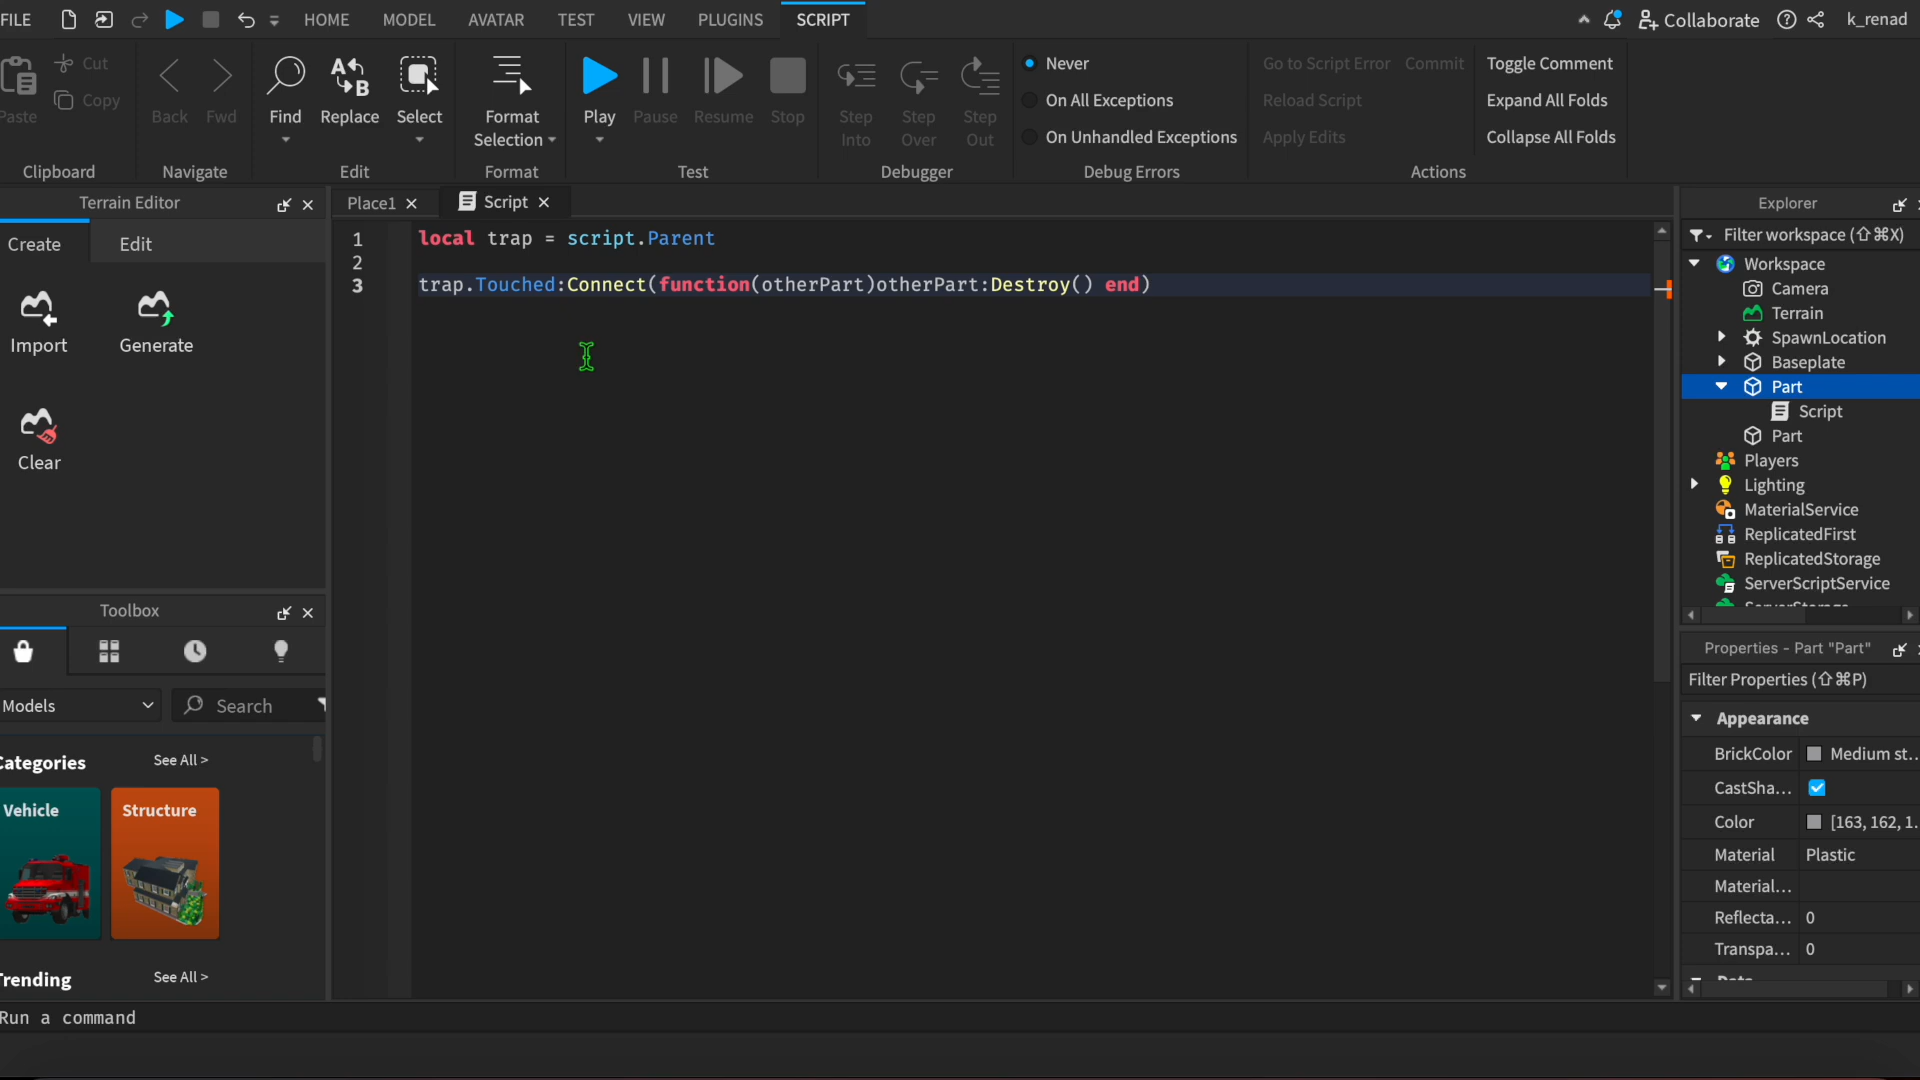 FILE HOME MODEL AVATAR TEST VIEW PLUGINS SCRIPT Collaborate k_renad
Cut
Copy
Paste
Clipboard
Back Fwd
Navigate
Find Replace Select
Edit
Format
Selection
Format
Play Pause Resume Stop
Test
Step
Into
Step
Over
Step
Out
Debugger
Never
On All Exceptions
On Unhandled Exceptions
Debug Errors
Go to Script Error Commit
Reload Script
Apply Edits
Toggle Comment
Expand All Folds
Collapse All Folds
Actions
Terrain Editor
Create Edit
Import Generate
Clear
Toolbox
Models Search
Categories See All >
Vehicle Structure
Trending See All >
Place1 Script
1 local trap = script.Parent
2
3 trap.Touched:Connect(function(otherPart)otherPart:Destroy() end)
Explorer
Filter workspace (⇧⌘X)
Workspace
Camera
Terrain
SpawnLocation
Baseplate
Part
Script
Part
Players
Lighting
MaterialService
ReplicatedFirst
ReplicatedStorage
ServerScriptService
Properties - Part "Part"
Filter Properties (⇧⌘P)
Appearance
BrickColor Medium st...
CastSha...
Color [163, 162, 1...
Material Plastic
Material...
Reflecta... 0
Transpa... 0
Run a command